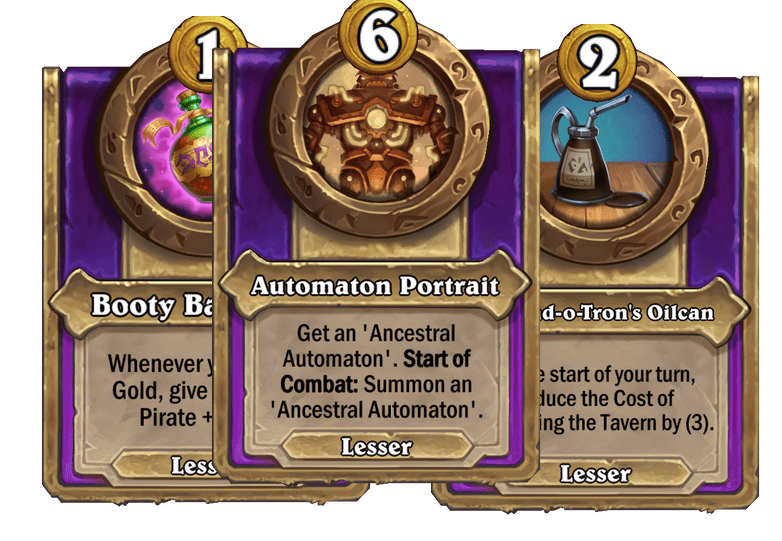 1
6
2
Booty Ba
Automaton Portrait
d-o-Tron's Oilcan
Whenever y
Gold, give
Pirate +
Get an 'Ancestral
Automaton'. Start of
Combat: Summon an
'Ancestral Automaton'.
e start of your turn,
duce the Cost of
ing the Tavern by (3).
Less
Lesser
Lesser